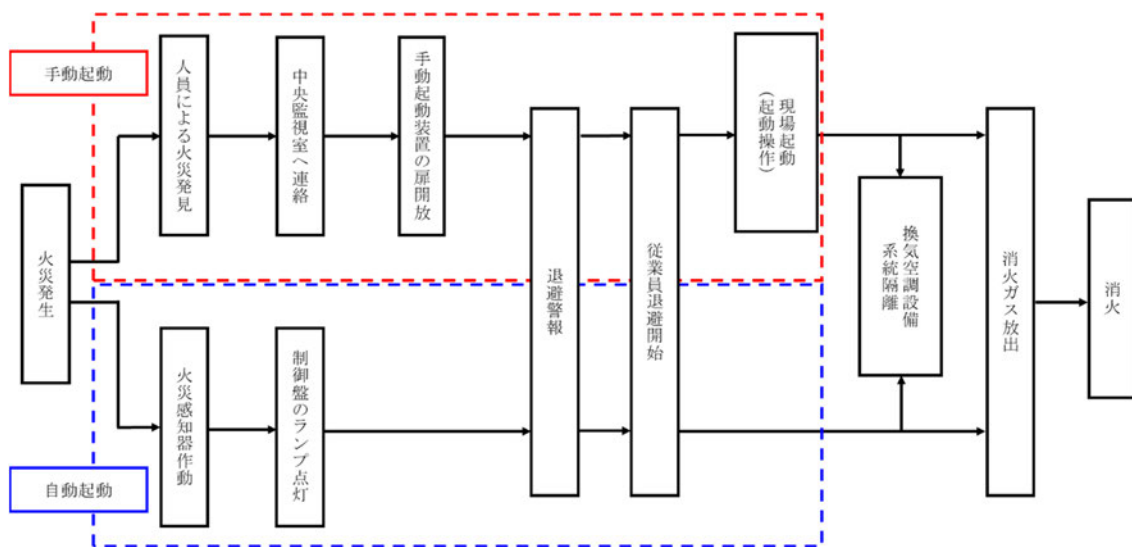 手動起動
人員による火災発見
中央監視室へ連絡
手動起動装置の扉開放
現場起動
(起動操作)
火災発生
退避警報
従業員退避開始
換気空調設備
系統隔離
消火ガス放出
消火
火災感知器作動
制御盤のランプ点灯
自動起動